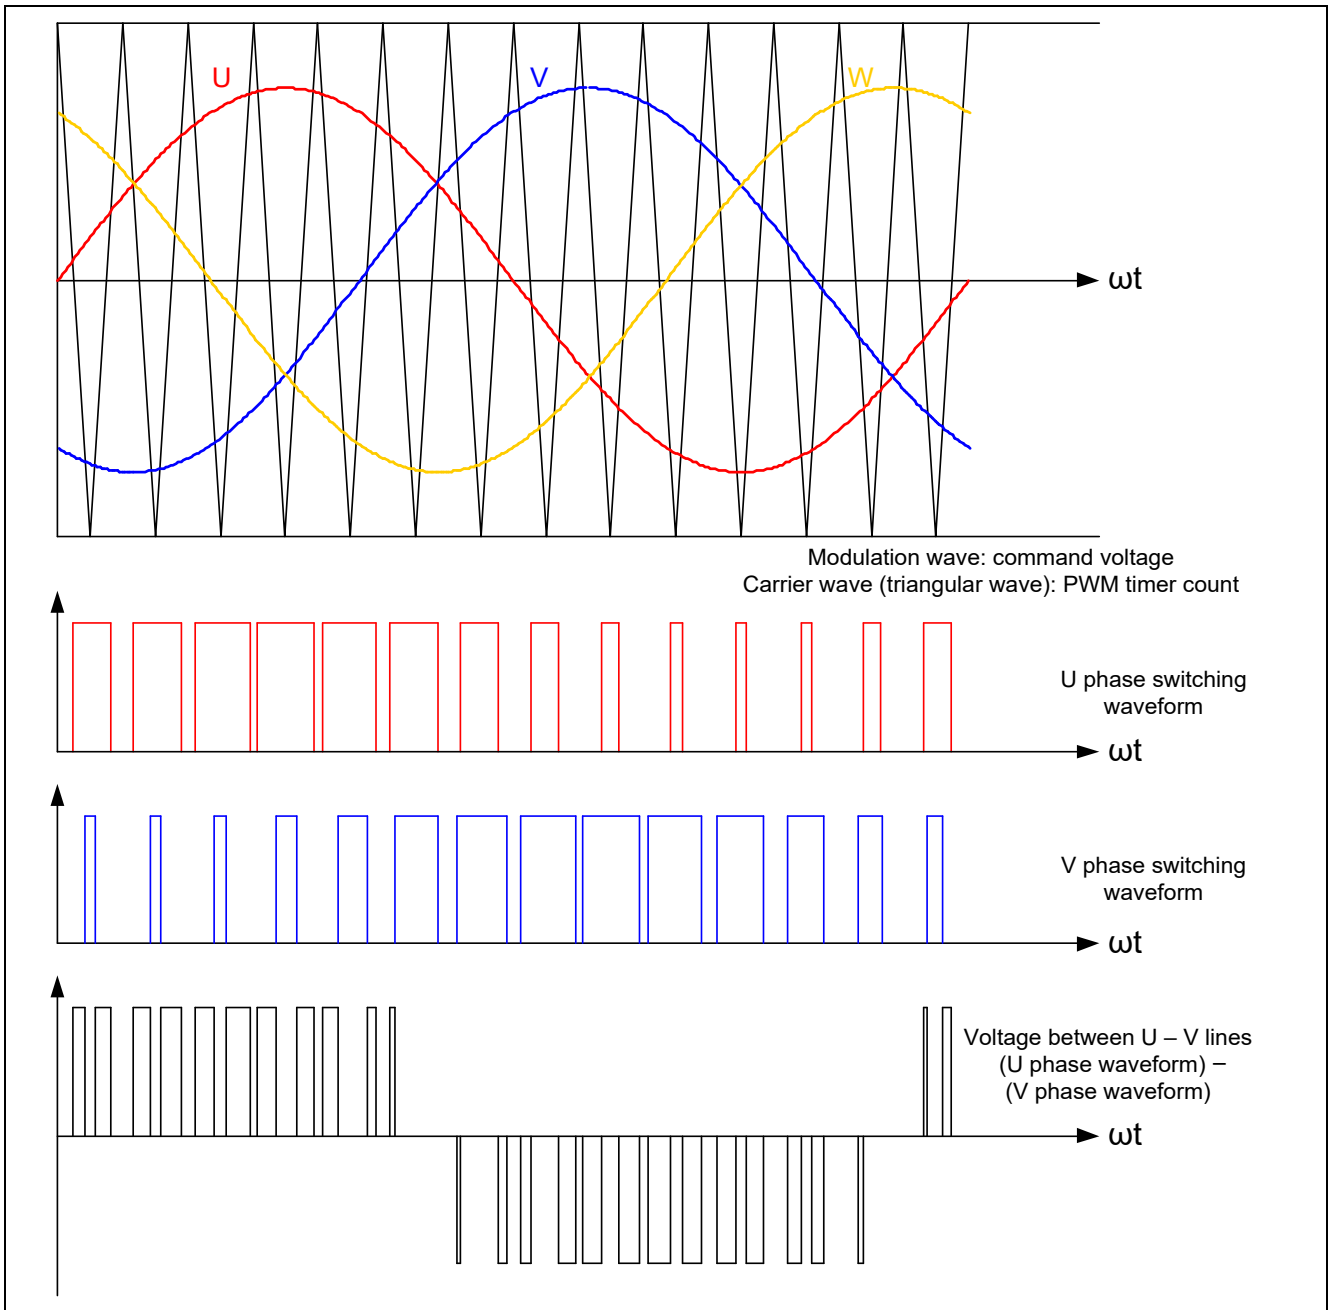 U
V
W
ωt
Modulation wave: command voltage
Carrier wave (triangular wave): PWM timer count
U phase switching
waveform
ωt
V phase switching
waveform
ωt
Voltage between U – V lines
(U phase waveform) –
(V phase waveform)
ωt